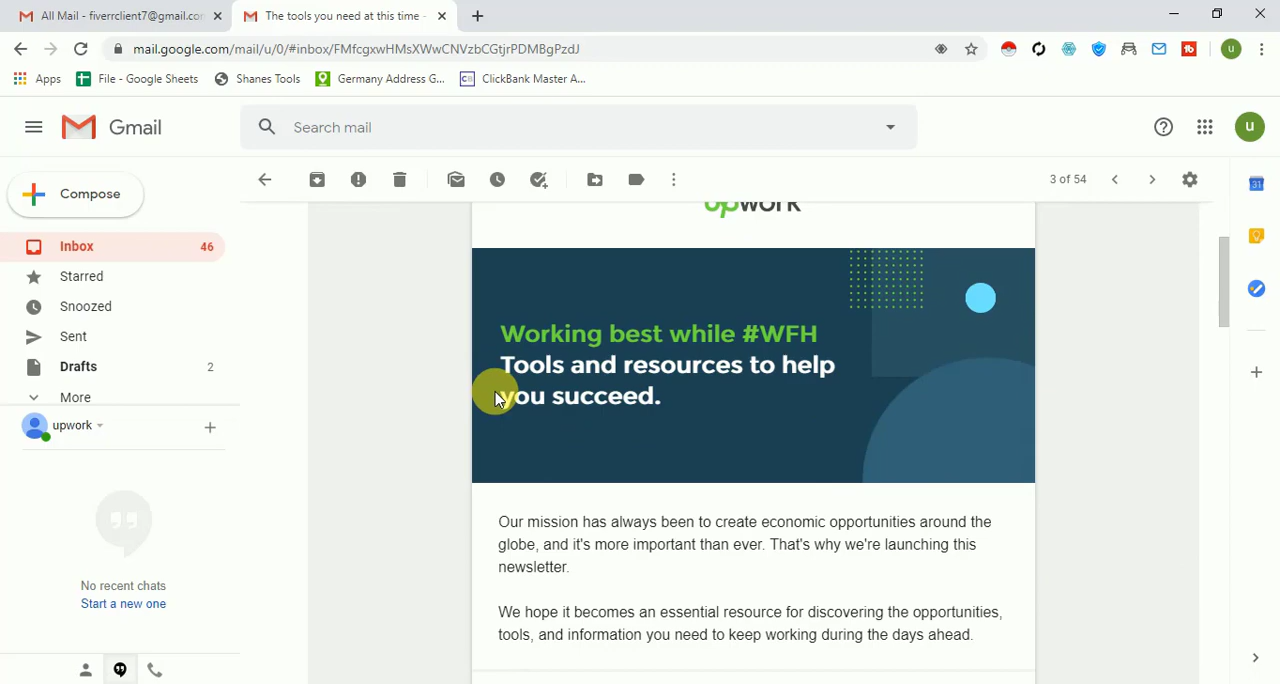 All Mail - fiverrclient7@gmail.con
The tools you need at this time -
mail.google.com/mail/u/0/#inbox/FMfcgxwHMsXWwCNVzbCGtjrPDMBgPzdJ
u
Apps
File - Google Sheets
Shanes Tools
Germany Address G...
CB
ClickBank Master A...
Gmail
Search mail
u
Compose
3 of 54
31
upwork
Inbox 46
Starred
Snoozed
Sent
Drafts 2
More
upwork
Working best while #WFH
Tools and resources to help
you succeed.
No recent chats
Start a new one
Our mission has always been to create economic opportunities around the
globe, and it's more important than ever. That's why we're launching this
newsletter.
We hope it becomes an essential resource for discovering the opportunities,
tools, and information you need to keep working during the days ahead.